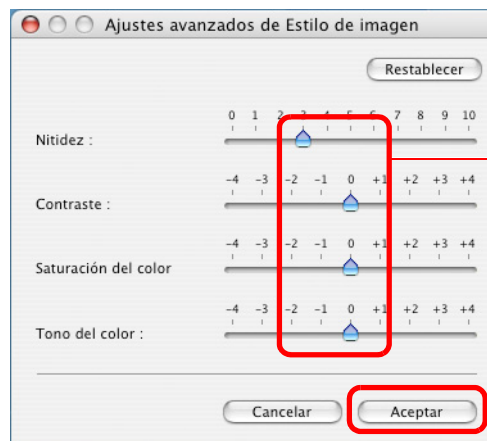 Ajustes avanzados de Estilo de imagen
Restablecer
0 1 2 3 4 5 6 7 8 9 10
Nitidez :
-4 -3 -2 -1 0 +1 +2 +3 +4
Contraste :
-4 -3 -2 -1 0 +1 +2 +3 +4
Saturación del color
-4 -3 -2 -1 0 +1 +2 +3 +4
Tono del color :
Cancelar Aceptar